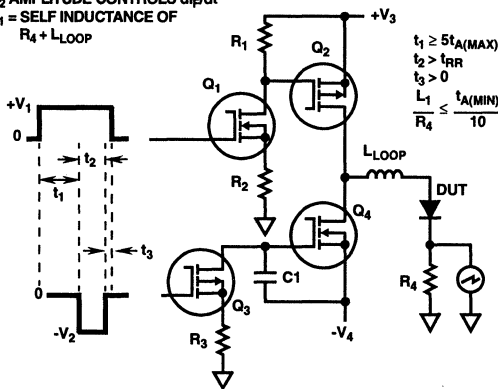 AMPLITUDE CONTROLS di/dt
= SELF INDUCTANCE OF
R4 + LLOOP
+V3
R1
Q2
t1 ≥ 5tA(MAX)
t2 > tRR
t3 > 0
L1/R4 ≤ tA(MIN)/10
Q1
+V1
0
t2
t1
R2
LLOOP
DUT
Q4
t3
C1
R4
0
Q3
-V2
R3
-V4